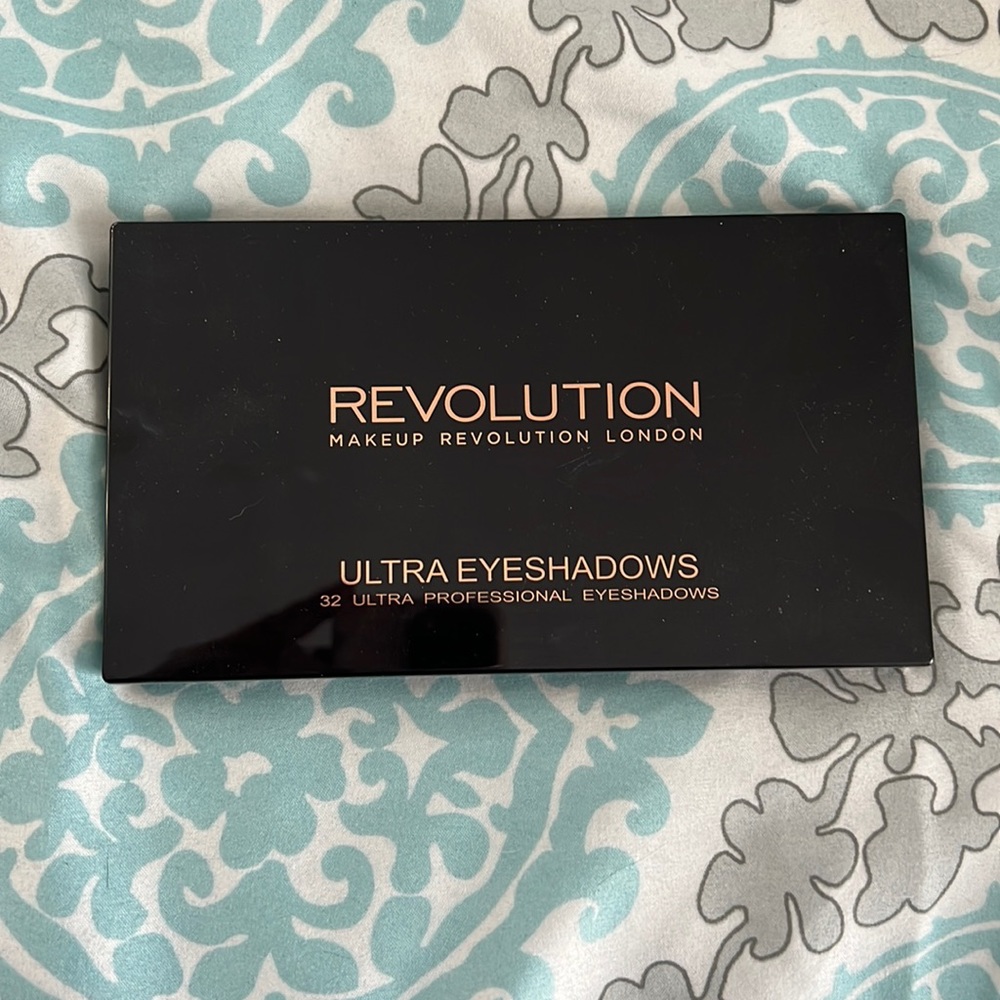 REVOLUTION
MAKEUP REVOLUTION LONDON
ULTRA EYESHADOWS
32 ULTRA PROFESSIONAL EYESHADOWS